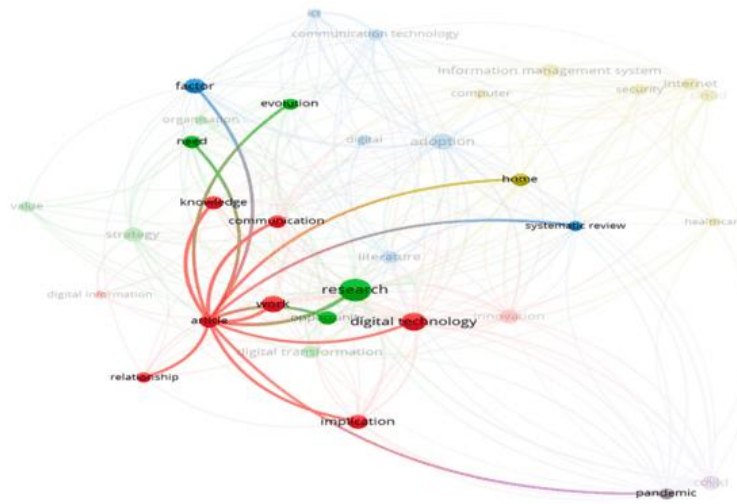 ict
communication technology
factor
Information management system
Internet
computer
security
evolution
organisation
need
digital
adoption
home
knowledge
communication
value
strategy
systematic review
healthcare
literature
digital information
research
work
article
opportunity
digital technology
innovation
digital transformation
relationship
implication
covid
pandemic